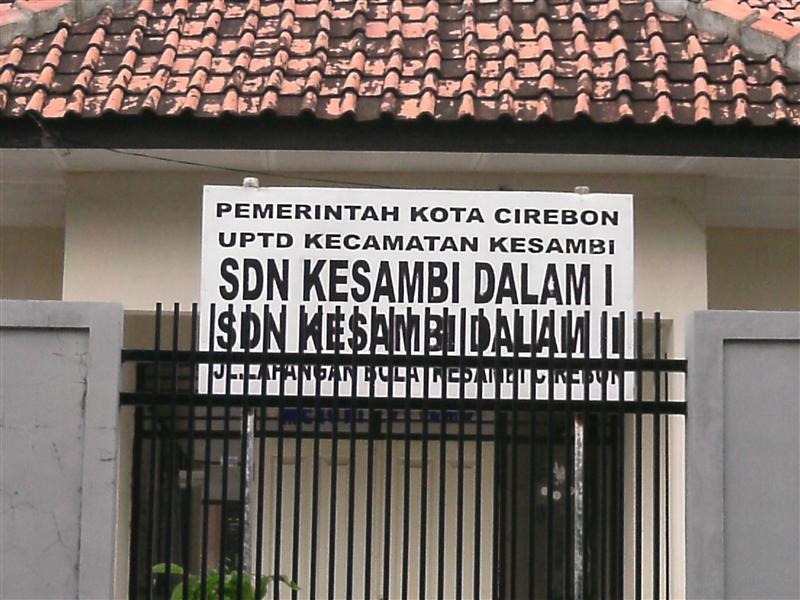 PEMERINTAH KOTA CIREBON
UPTD KECAMATAN KESAMBI
SDN KESAMBI DALAM I
SDN KESAMBI DALAM II
JL. LAPANGAN BOLA KESAMBI CIREBON